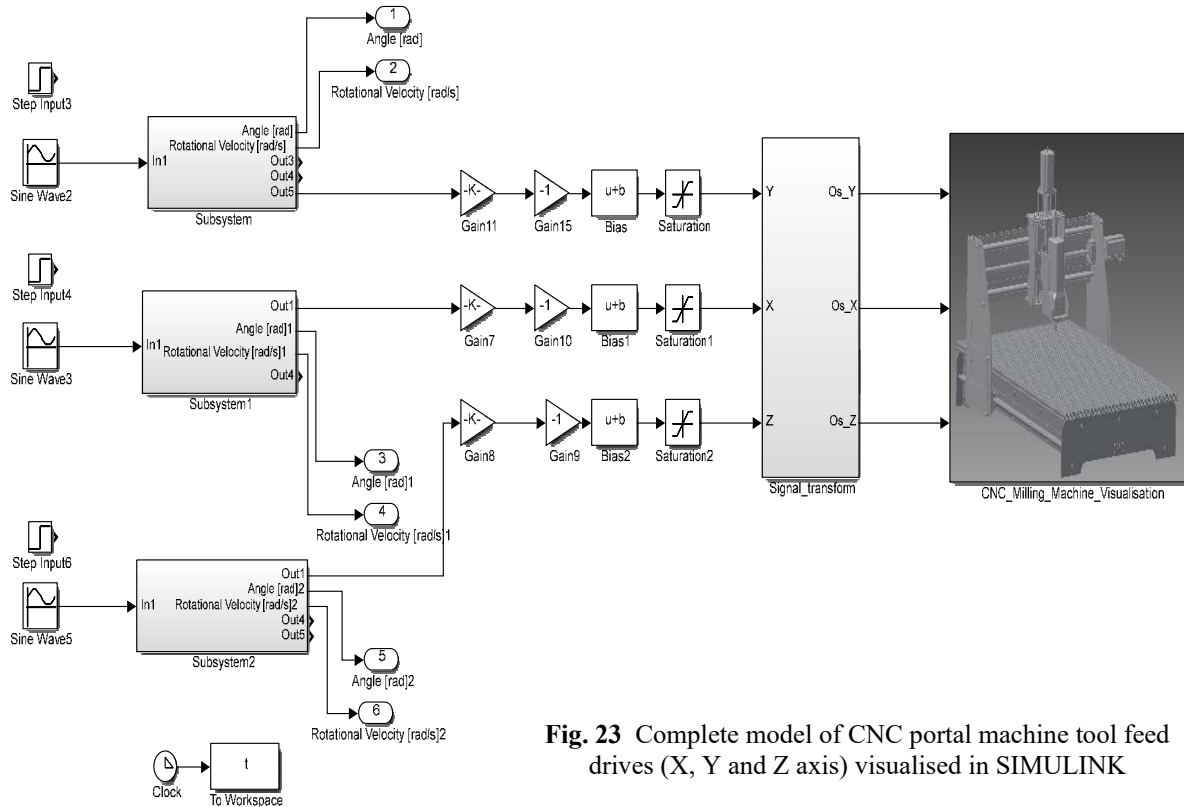 1
Angle [rad]
2
Rotational Velocity [rad/s]
Step Input3
Sine Wave2
In1
Angle [rad]
Rotational Velocity [rad/s]
Out3
Out4
Out5
Subsystem
-K-
Gain11
-1
Gain15
u+b
Bias
Saturation
Y
Os_Y
Step Input4
Sine Wave3
In1
Out1
Angle [rad]1
Rotational Velocity [rad/s]1
Out4
Subsystem1
-K-
Gain7
-1
Gain10
u+b
Bias1
Saturation1
X
Os_X
-K-
Gain8
-1
Gain9
u+b
Bias2
Saturation2
Z
Os_Z
Signal_transform
CNC_Milling_Machine_Visualisation
3
Angle [rad]1
4
Rotational Velocity [rad/s]1
Step Input6
Sine Wave5
In1
Out1
Angle [rad]2
Rotational Velocity [rad/s]2
Out4
Out5
Subsystem2
5
Angle [rad]2
6
Rotational Velocity [rad/s]2
Clock
t
To Workspace
Fig. 23 Complete model of CNC portal machine tool feed
drives (X, Y and Z axis) visualised in SIMULINK